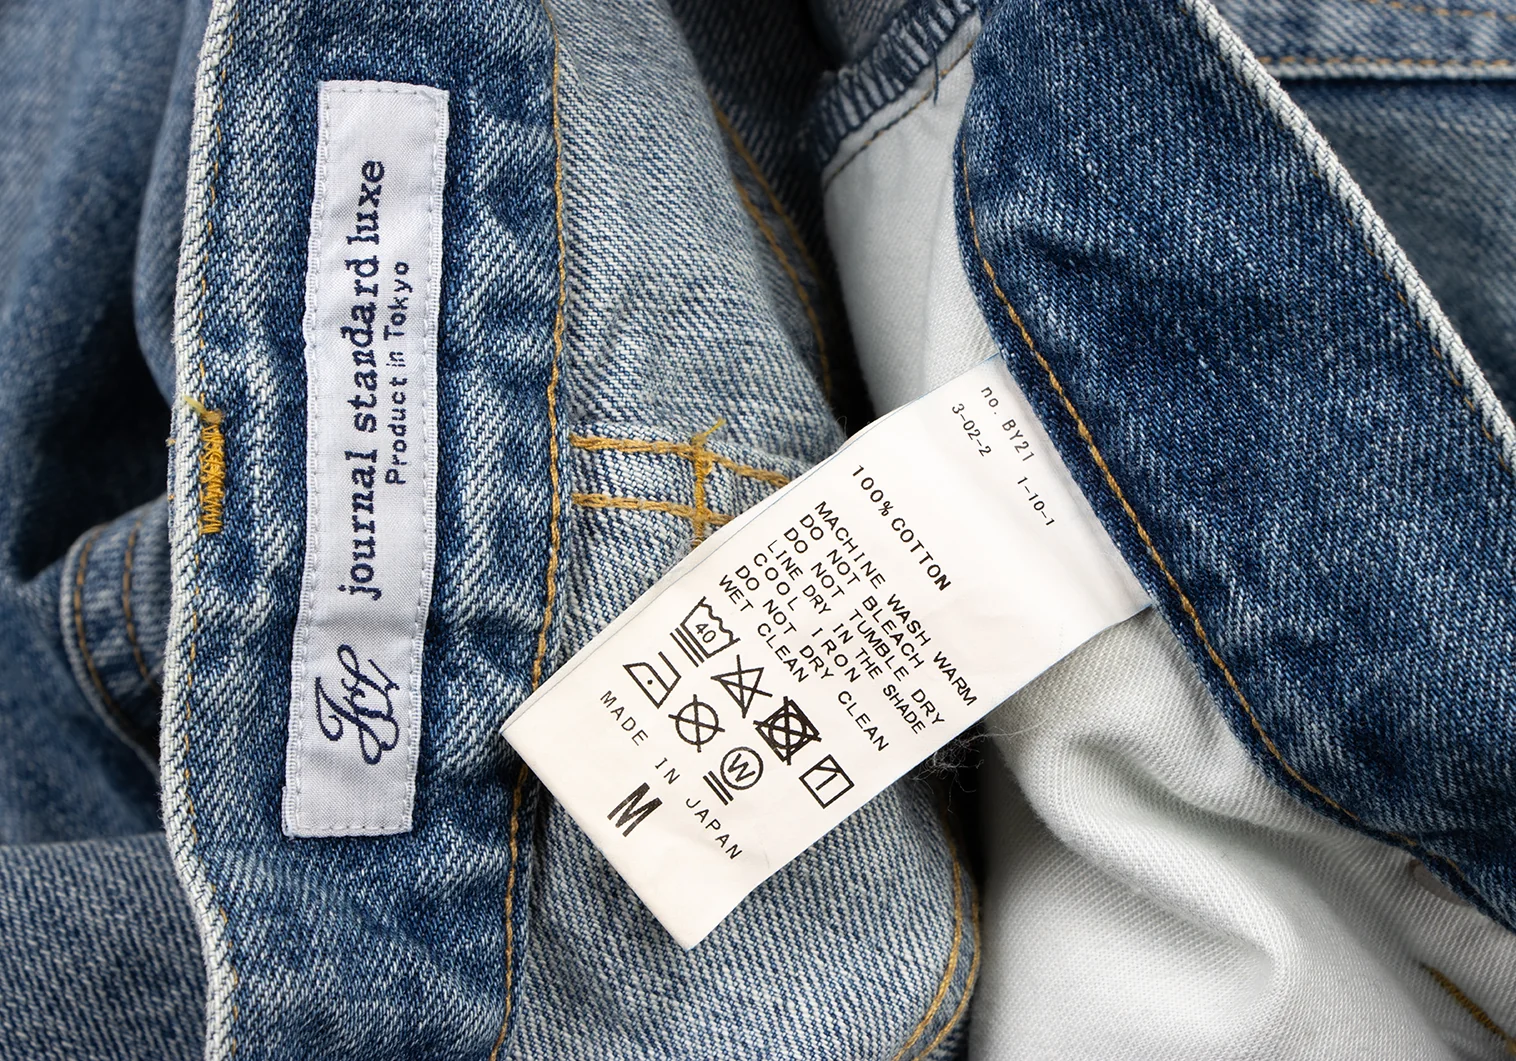 journal standard luxe
Product in Tokyo
no. BY21 1-10-1
3-02-2
100% COTTON
MACHINE WASH WARM
DO NOT BLEACH
DO NOT TUMBLE DRY
LINE DRY IN THE SHADE
COOL IRON
DO NOT DRY CLEAN
WET CLEAN
40
W
MADE IN JAPAN
M